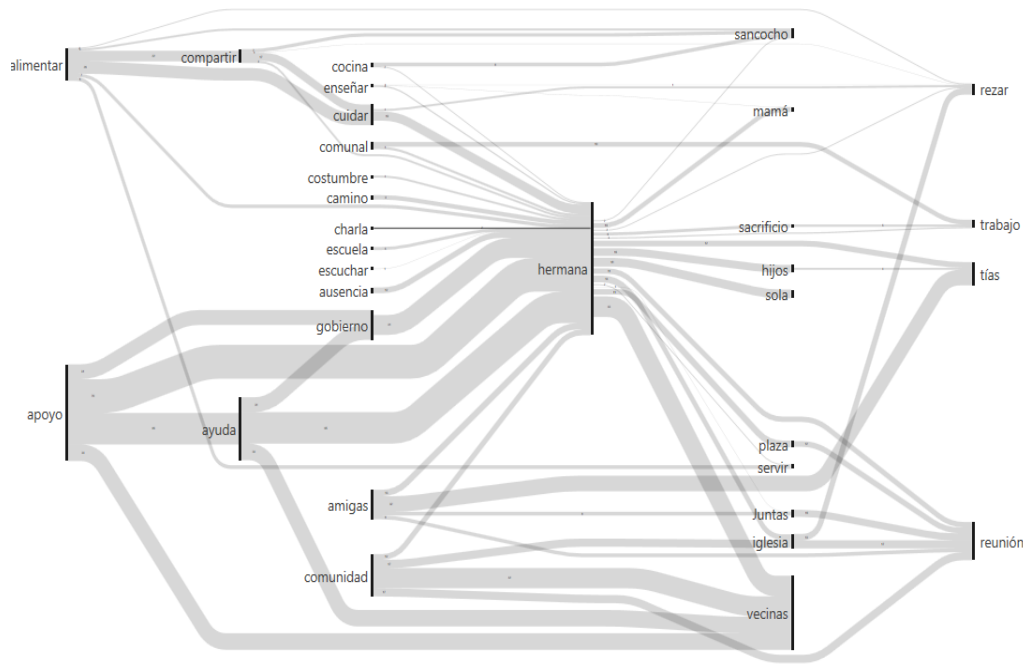 alimentar
compartir
cocina
enseñar
cuidar
comunal
costumbre
camino
charla
escuela
escuchar
ausencia
gobierno
apoyo
ayuda
amigas
comunidad
hermana
sancocho
mamá
sacrificio
hijos
sola
plaza
servir
Juntas
iglesia
vecinas
rezar
trabajo
tías
reunión